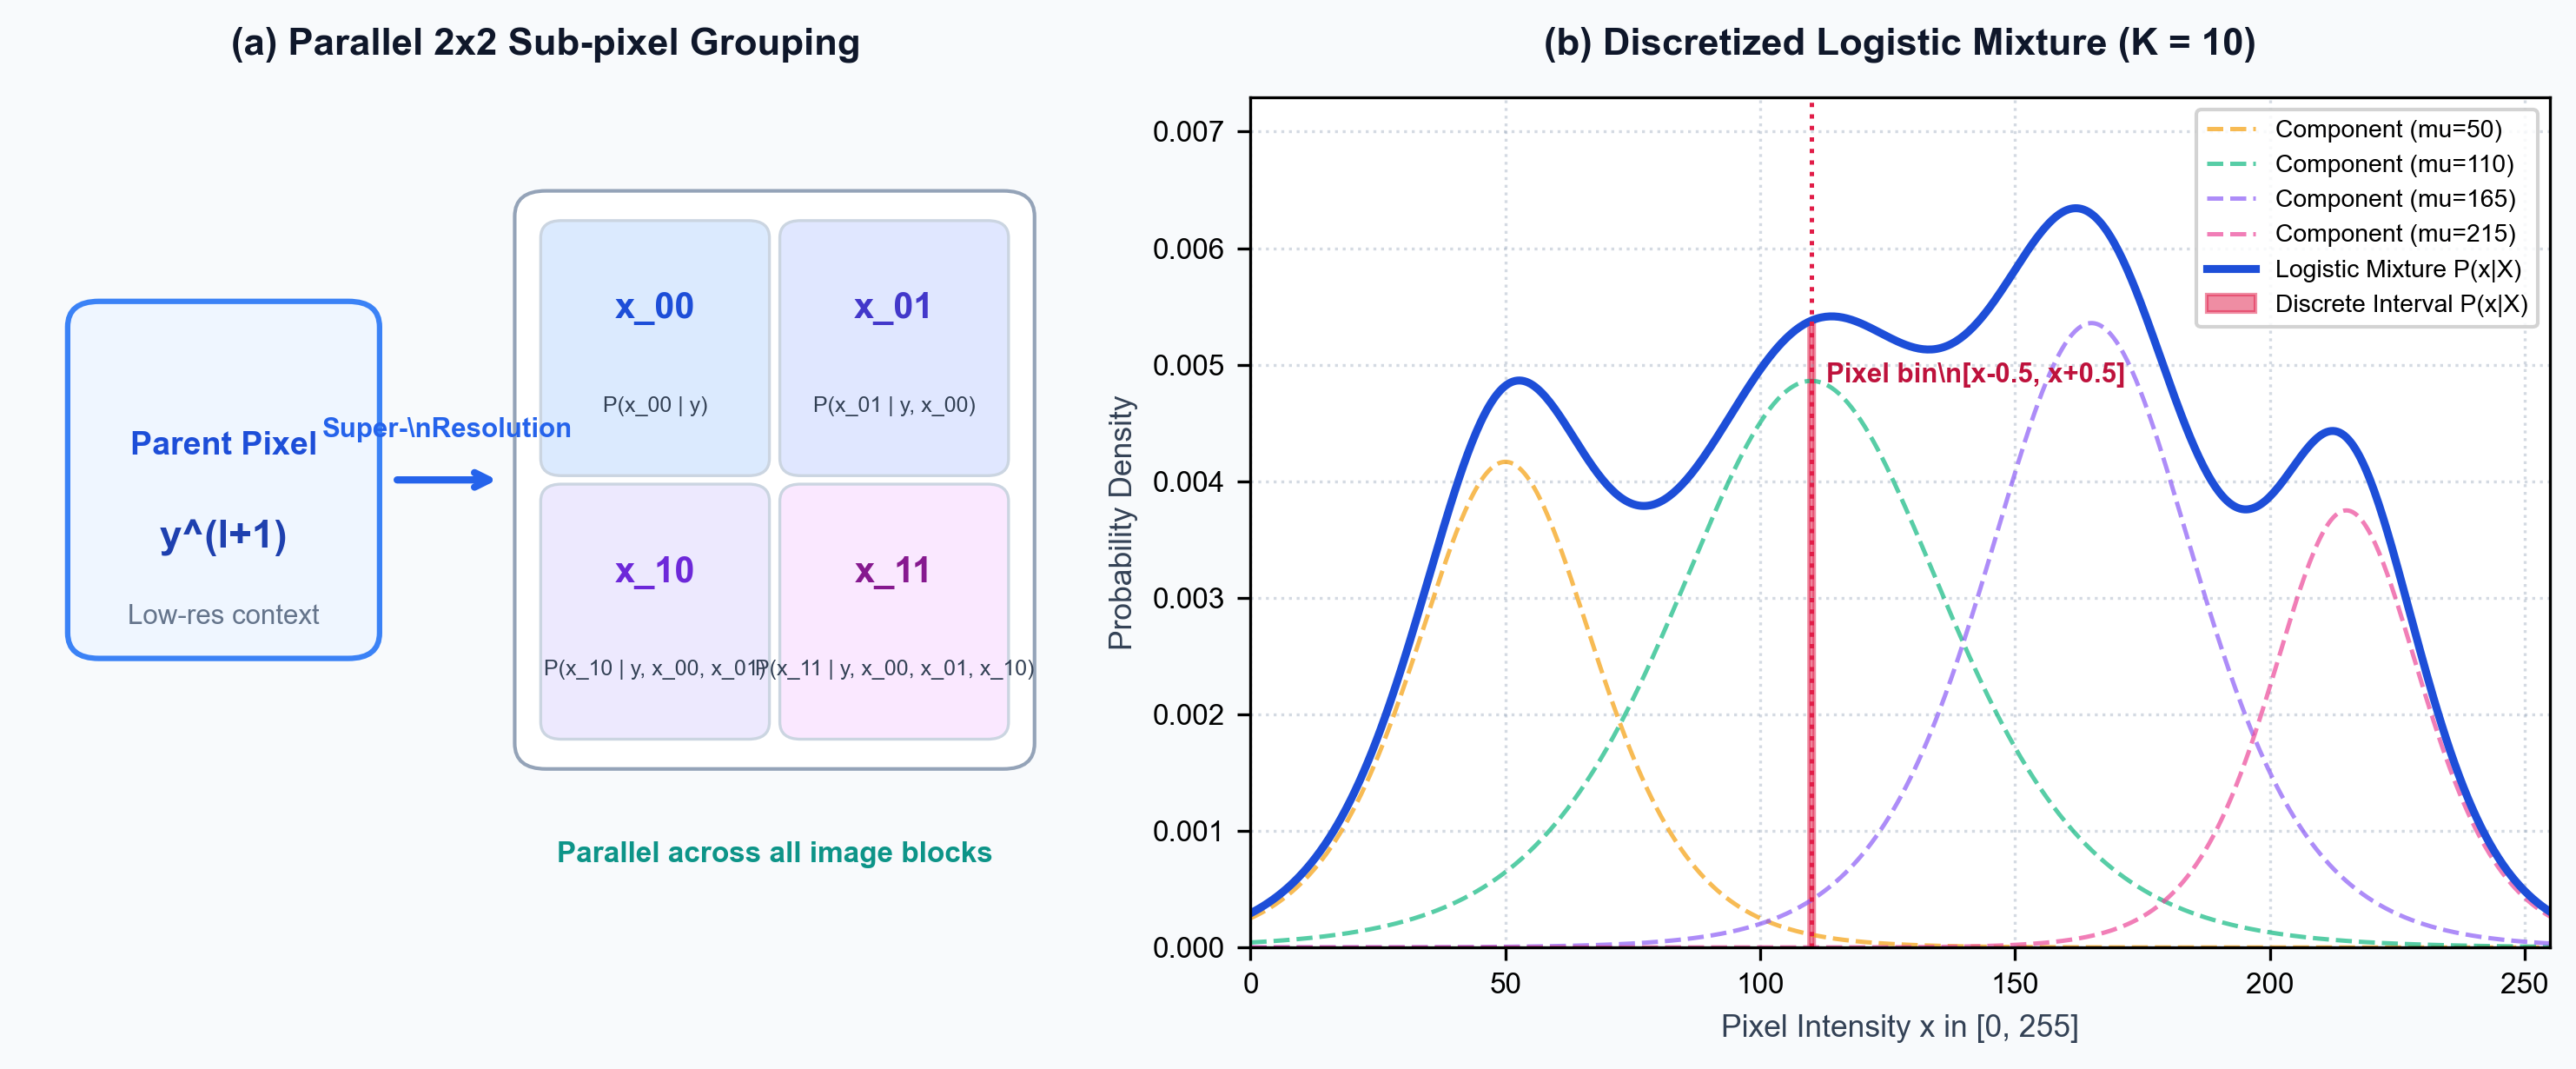 (a) Parallel 2x2 Sub-pixel Grouping
Parent Pixel
y^(l+1)
Low-res context
Super-\nResolution
x_00
P(x_00 | y)
x_01
P(x_01 | y, x_00)
x_10
P(x_10 | y, x_00, x_01)
x_11
P(x_11 | y, x_00, x_01, x_10)
Parallel across all image blocks
(b) Discretized Logistic Mixture (K = 10)
Probability Density
0.007
0.006
0.005
0.004
0.003
0.002
0.001
0.000
Component (mu=50)
Component (mu=110)
Component (mu=165)
Component (mu=215)
Logistic Mixture P(x|X)
Discrete Interval P(x|X)
Pixel bin\n[x-0.5, x+0.5]
0 50 100 150 200 250
Pixel Intensity x in [0, 255]